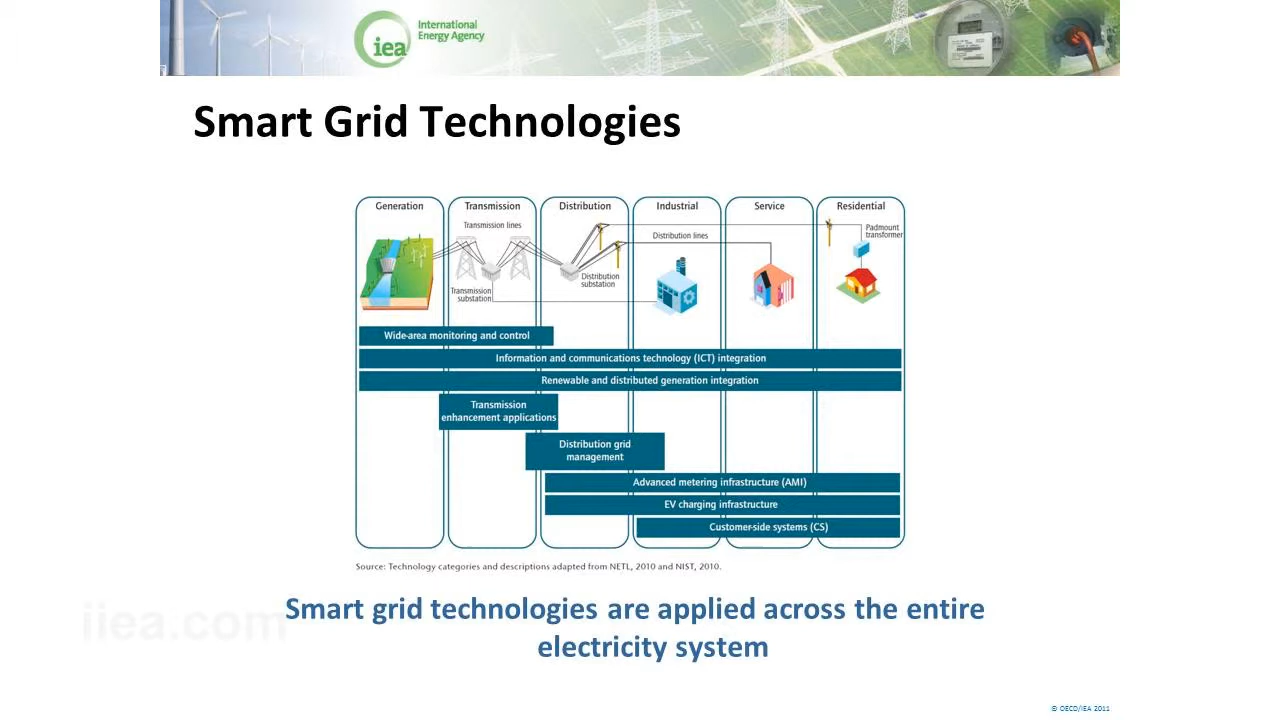 iea
International
Energy Agency
Smart Grid Technologies
Generation
Transmission
Distribution
Industrial
Service
Residential
Transmission lines
Distribution lines
Padmount
transformer
Distribution
substation
Transmission
substation
Wide-area monitoring and control
Information and communications technology (ICT) integration
Renewable and distributed generation integration
Transmission
enhancement applications
Distribution grid
management
Advanced metering infrastructure (AMI)
EV charging infrastructure
Customer-side systems (CS)
Source: Technology categories and descriptions adapted from NETL, 2010 and NIST, 2010.
iiea.com
Smart grid technologies are applied across the entire
electricity system
© OECD/IEA 2011